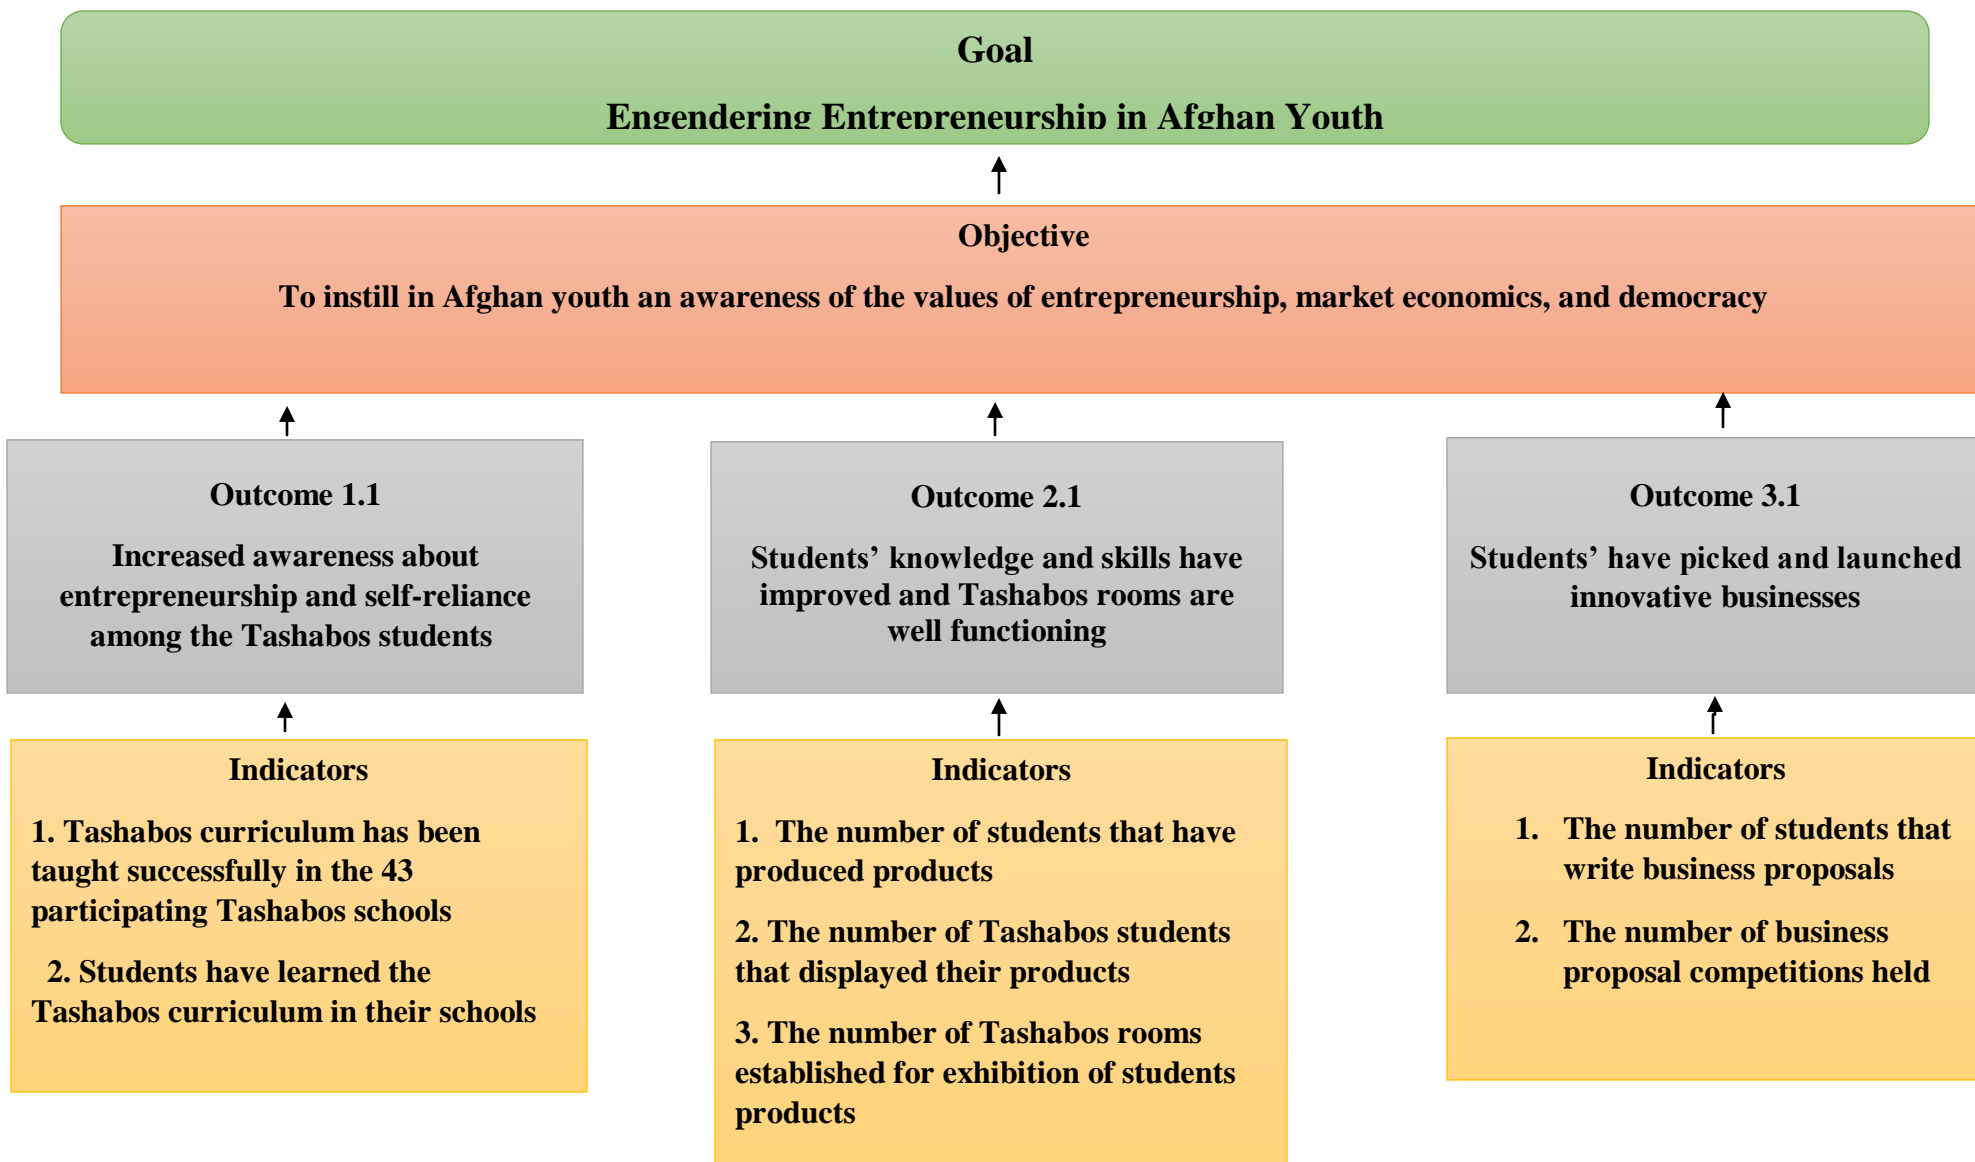 Goal
Engendering Entrepreneurship in Afghan Youth
Objective
To instill in Afghan youth an awareness of the values of entrepreneurship, market economics, and democracy
Outcome 1.1
Increased awareness about
entrepreneurship and self-reliance
among the Tashabos students
Outcome 2.1
Students’ knowledge and skills have
improved and Tashabos rooms are
well functioning
Outcome 3.1
Students’ have picked and launched
innovative businesses
Indicators
1. Tashabos curriculum has been
taught successfully in the 43
participating Tashabos schools
2. Students have learned the
Tashabos curriculum in their schools
Indicators
1. The number of students that have
produced products
2. The number of Tashabos students
that displayed their products
3. The number of Tashabos rooms
established for exhibition of students
products
Indicators
1. The number of students that
write business proposals
2. The number of business
proposal competitions held